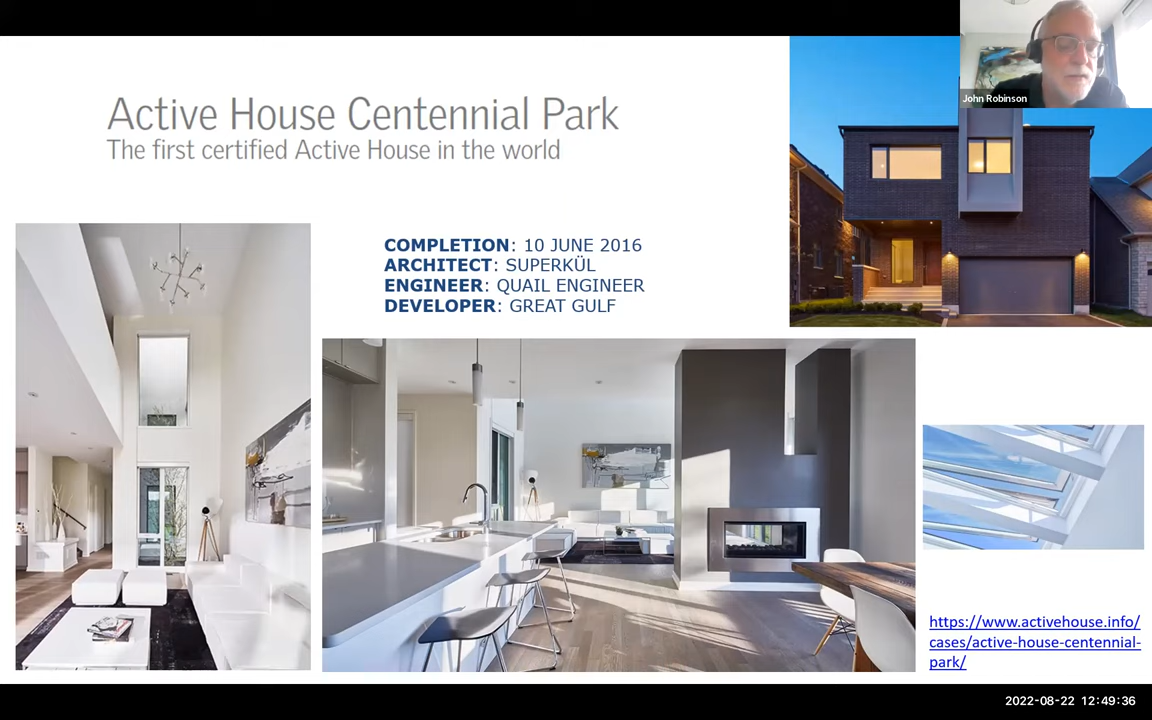 John Robinson
Active House Centennial Park
The first certified Active House in the world
COMPLETION: 10 JUNE 2016
ARCHITECT: SUPERKÜL
ENGINEER: QUAIL ENGINEER
DEVELOPER: GREAT GULF
https://www.activehouse.info/
cases/active-house-centennial-
park/
2022-08-22 12:49:36